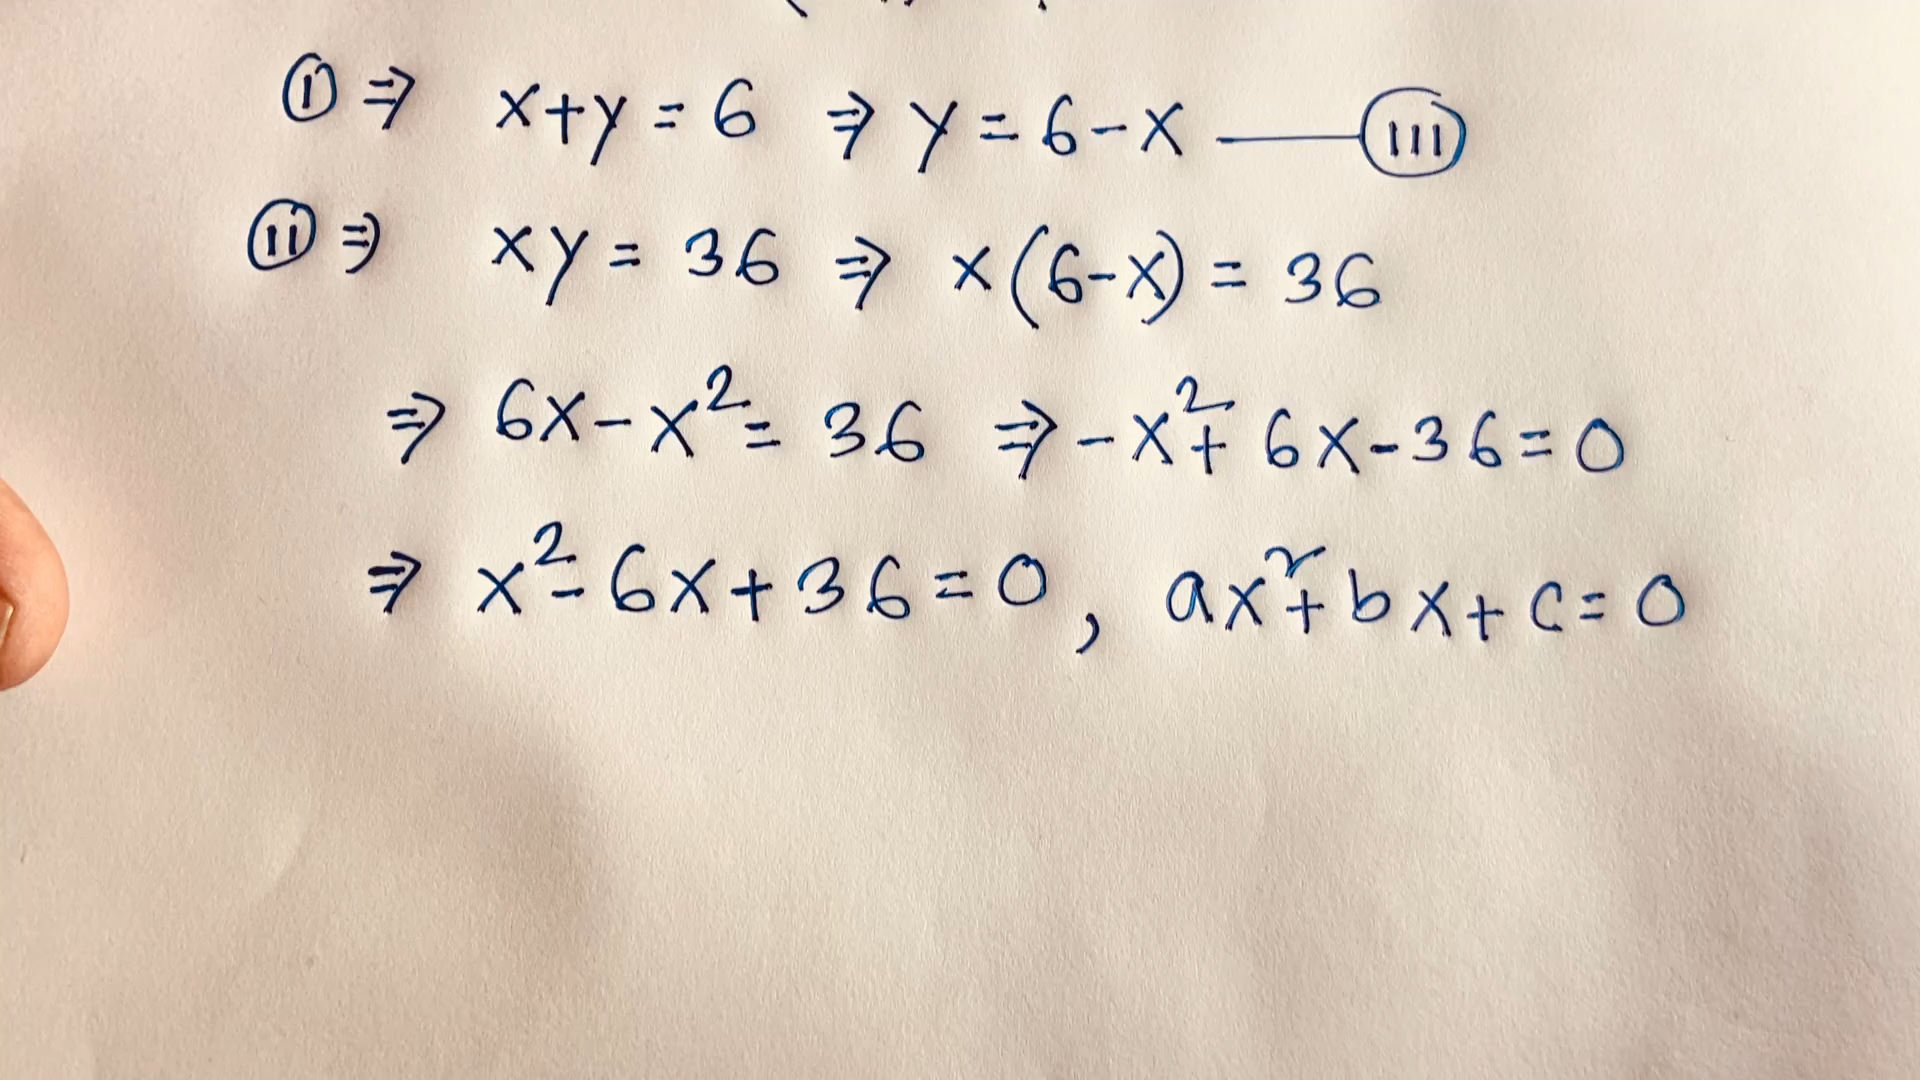 ① ⇒ x+y = 6 ⇒ y = 6-x —— (III)
(ii) ⇒ xy = 36 ⇒ x(6-x) = 36
⇒ 6x-x² = 36 ⇒ -x²+6x-36=0
⇒ x²-6x+36=0, ax²+bx+c=0